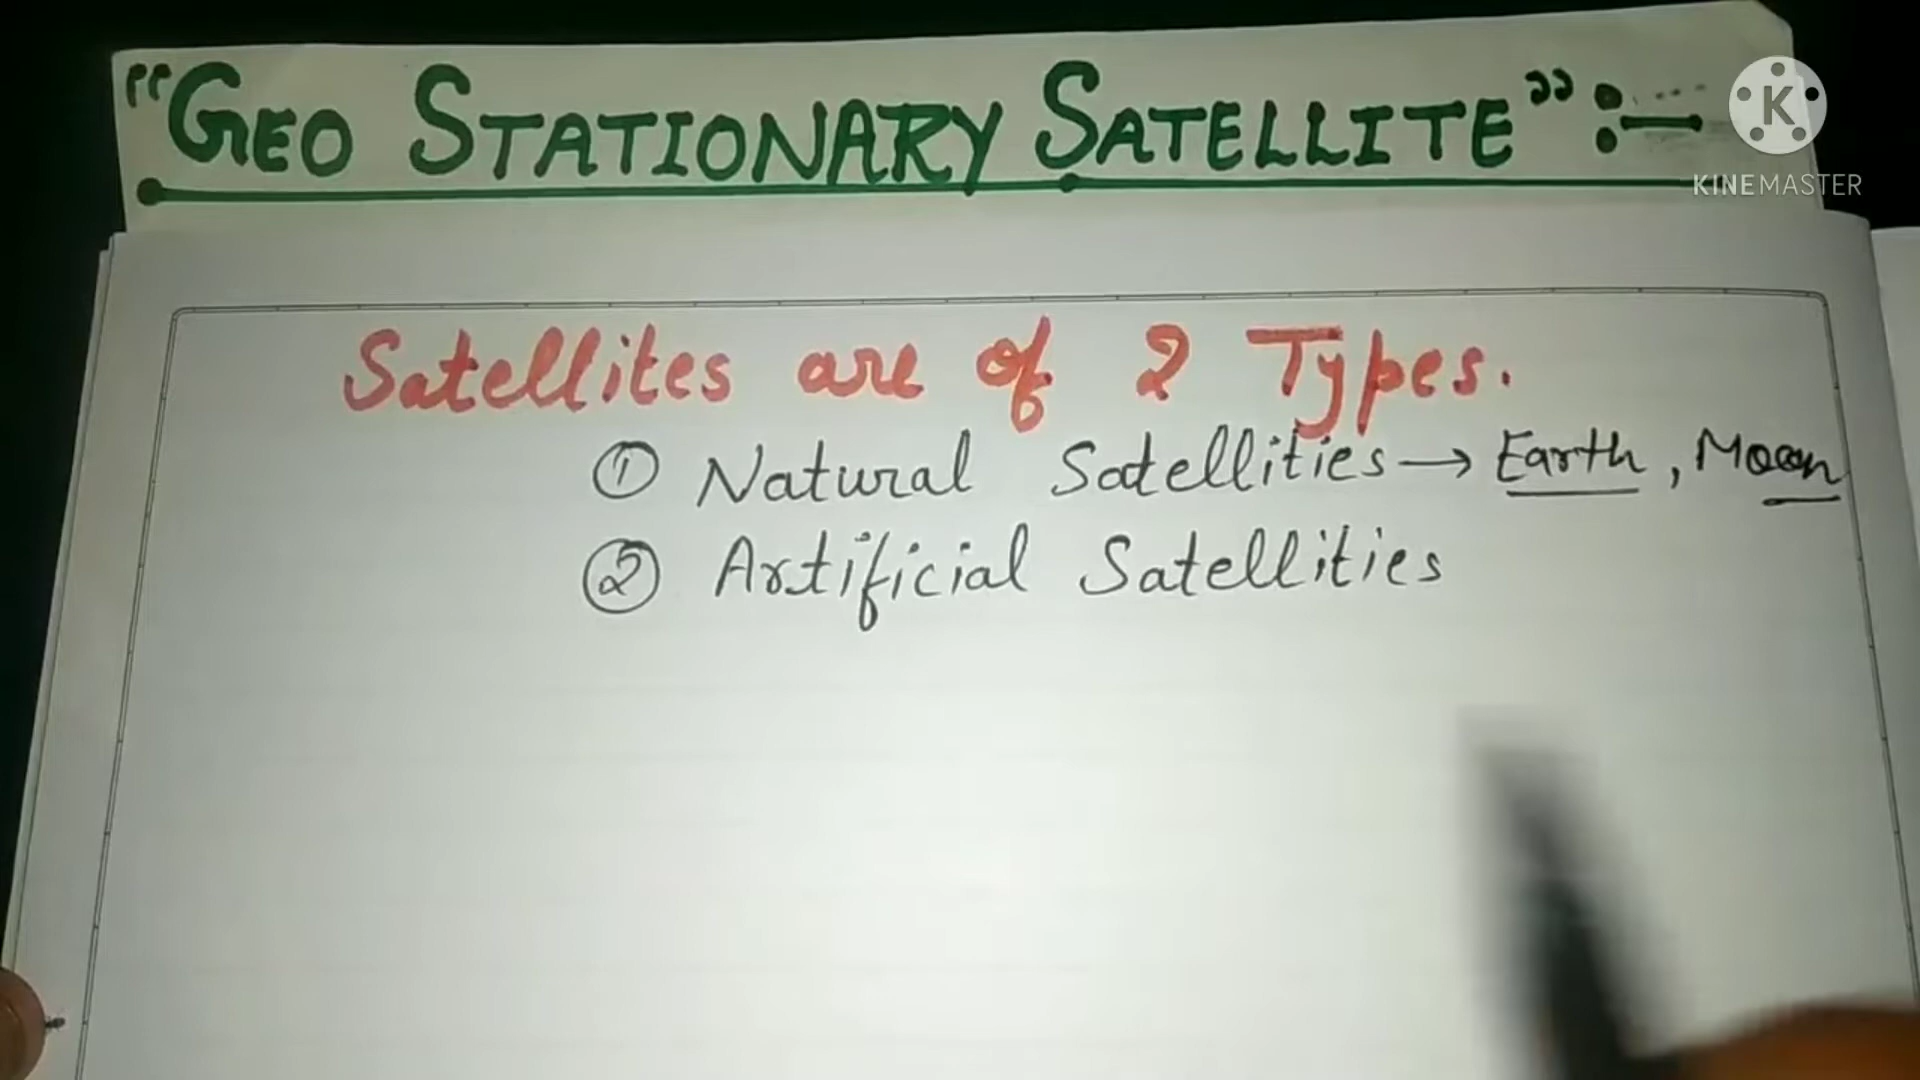 "GEO STATIONARY SATELLITE" :-
KINEMASTER
Satellites are of 2 Types.
① Natural Satellities → Earth, Moon
② Artificial Satellities